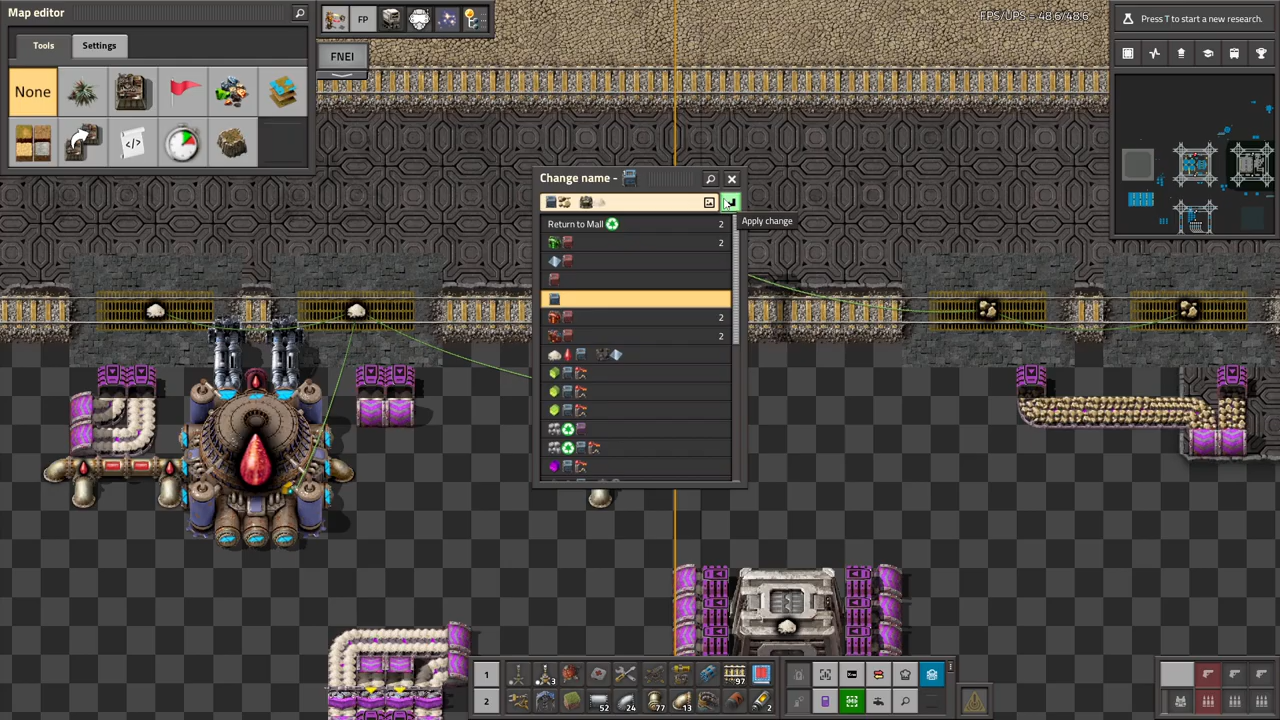 Map editor
FP
FPS/UPS = 48.6/48.6
Press T to start a new research.
Tools
Settings
FNEI
None
</>
Change name -
Apply change
Return to Mall 2
2
2
2
1
3
97
2
52
24
77
13
2